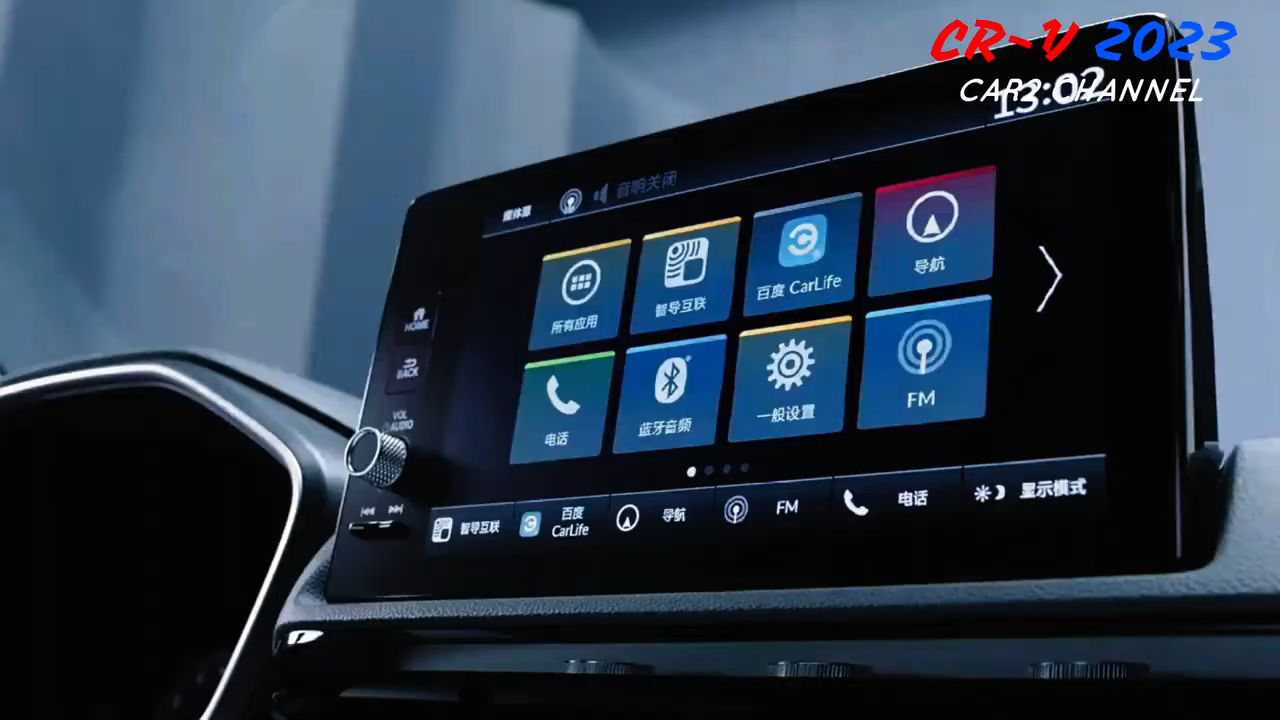 CR-V 2023
CAR2 CHANNEL
13:02
媒体源
音响关闭
HOME
BACK
VOL
AUDIO
所有应用
智导互联
百度 CarLife
导航
电话
蓝牙音频
一般设置
FM
智导互联
百度
CarLife
导航
FM
电话
显示模式